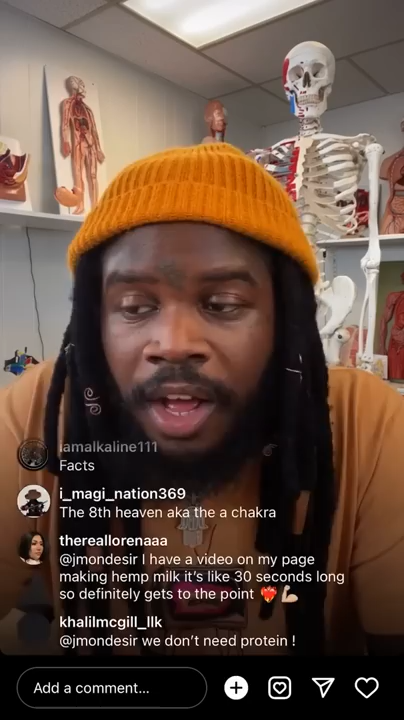 iamalkaline111
Facts
i_magi_nation369
The 8th heaven aka the a chakra
thereallorenaaa
@jmondesir I have a video on my page
making hemp milk it's like 30 seconds long
so definitely gets to the point ❤️‍🔥💪🏼
khalilmcgill_llk
@jmondesir we don't need protein !
Add a comment...